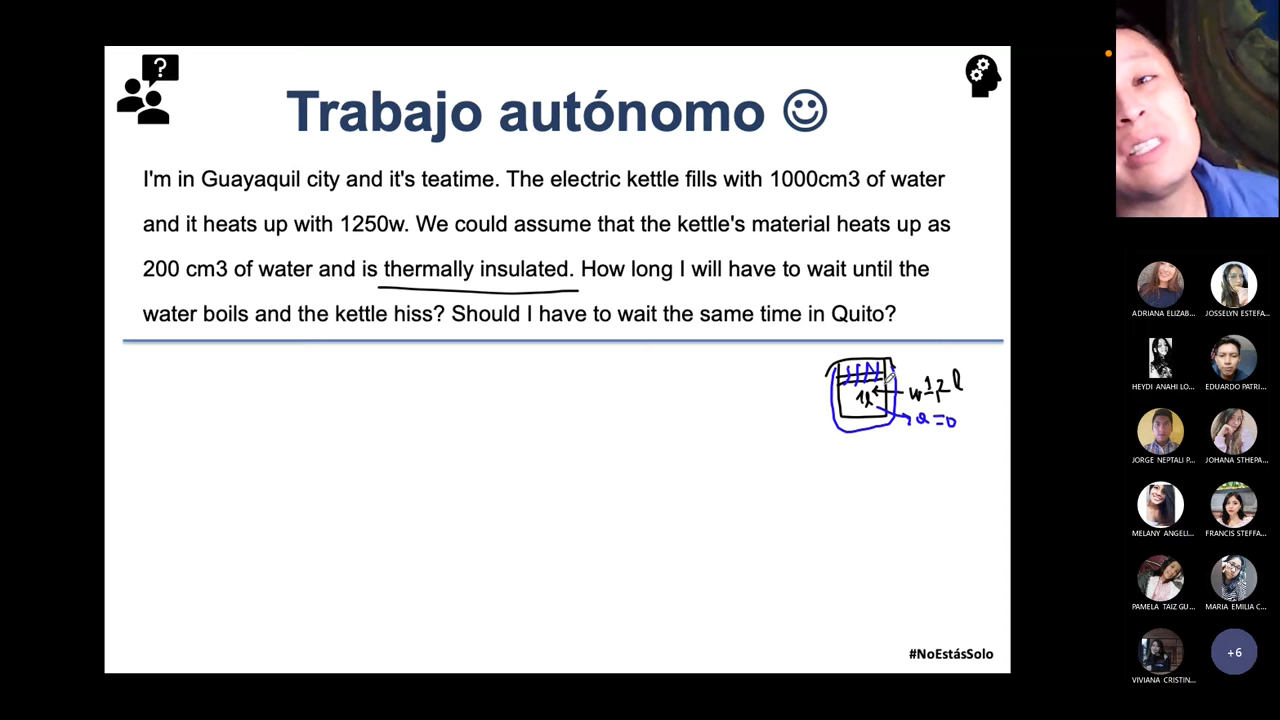 ?
Trabajo autónomo
I'm in Guayaquil city and it's teatime. The electric kettle fills with 1000cm3 of water
and it heats up with 1250w. We could assume that the kettle's material heats up as
200 cm3 of water and is thermally insulated. How long I will have to wait until the
water boils and the kettle hiss? Should I have to wait the same time in Quito?
1l
Q=0
#NoEstásSolo
ADRIANA ELIZAB...
JOSSELYN ESTEFA...
HEYDI ANAHI LO...
EDUARDO PATRI...
JORGE NEPTALI P...
JOHANA STHEPA...
MELANY ANGELI...
FRANCIS STEFFA...
PAMELA TAIZ GU...
MARIA EMILIA C...
VIVIANA CRISTIN...
+6